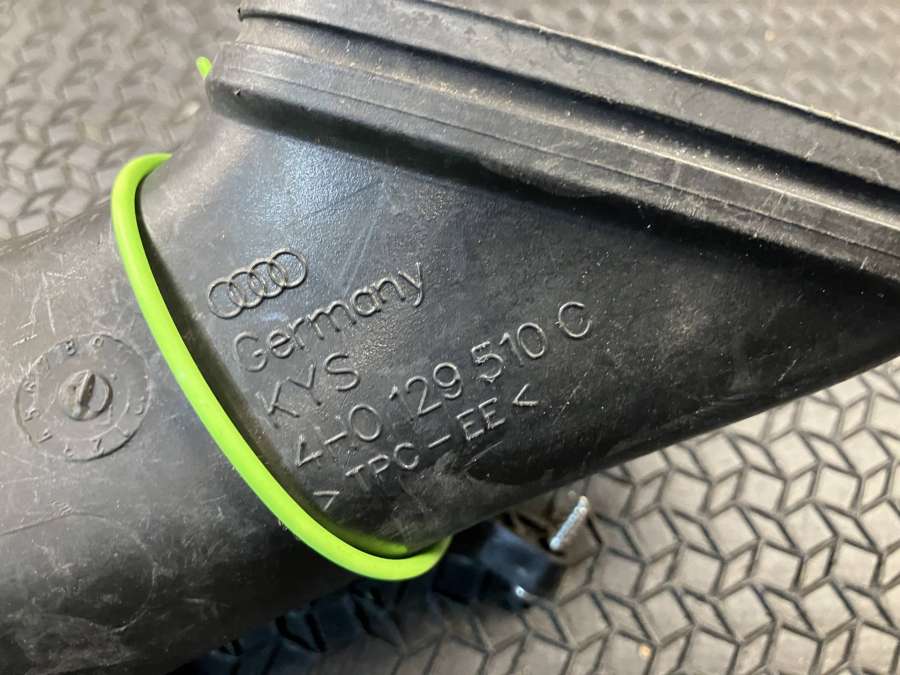 Germany
KYS
4H0 129 510 C
> TPC-EE <